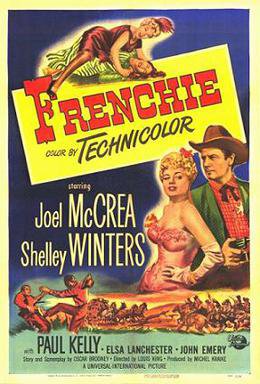 FRENCHIE
COLOR BY TECHNICOLOR
starring
Joel McCREA
Shelley WINTERS
with PAUL KELLY · ELSA LANCHESTER · JOHN EMERY
Story and Screenplay by OSCAR BRODNEY · Directed by LOUIS KING · Produced by MICHEL KRAIKE
A UNIVERSAL-INTERNATIONAL PICTURE